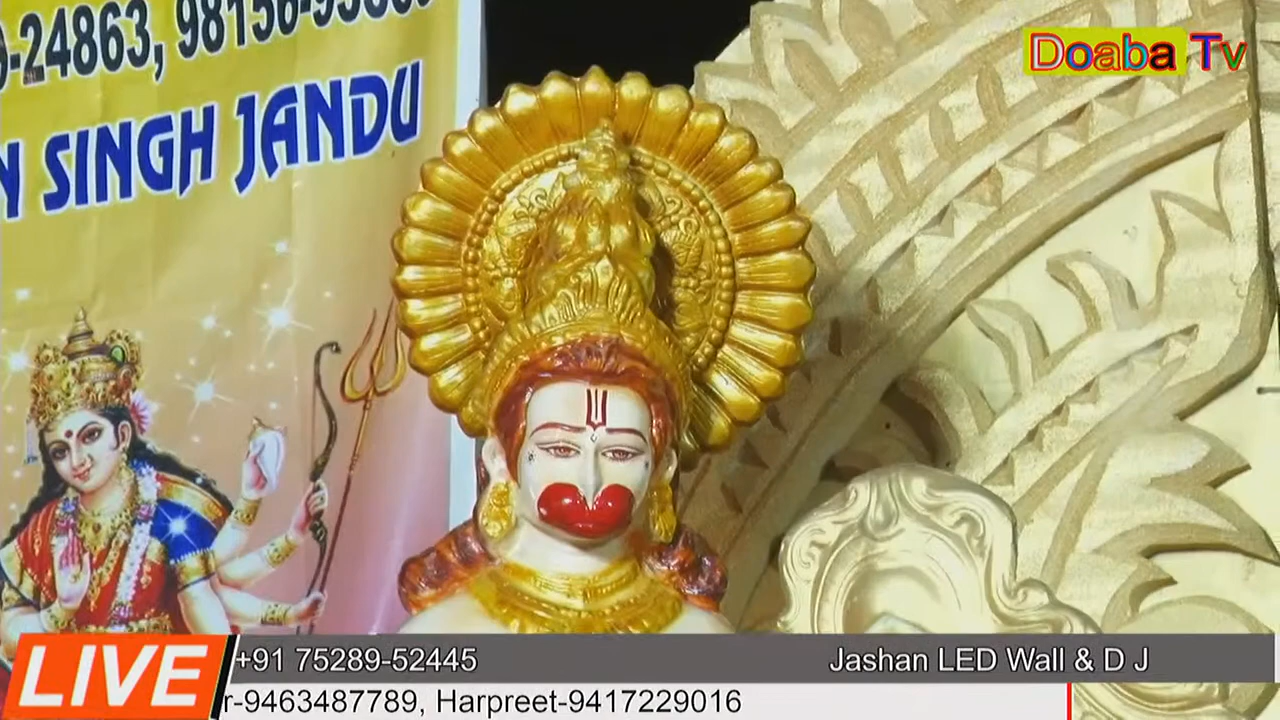 -24863, 98156-
SINGH JANDU
Doaba Tv
LIVE
+91 75289-52445
Jashan LED Wall & D J
r-9463487789, Harpreet-9417229016